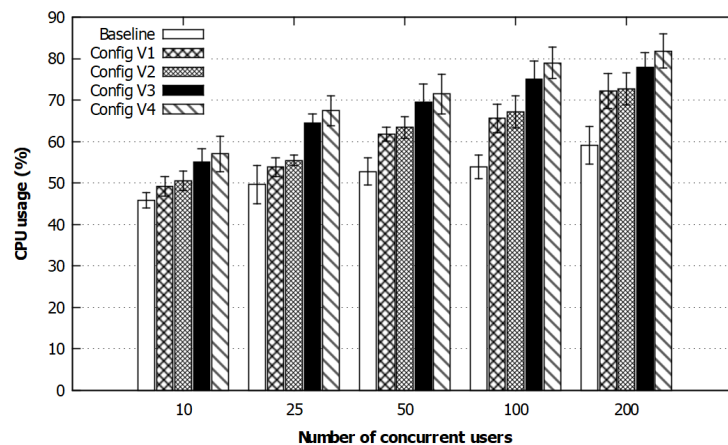 90
80
70
60
50
40
30
20
10
0
CPU usage (%)
Baseline
Config V1
Config V2
Config V3
Config V4
10 25 50 100 200
Number of concurrent users